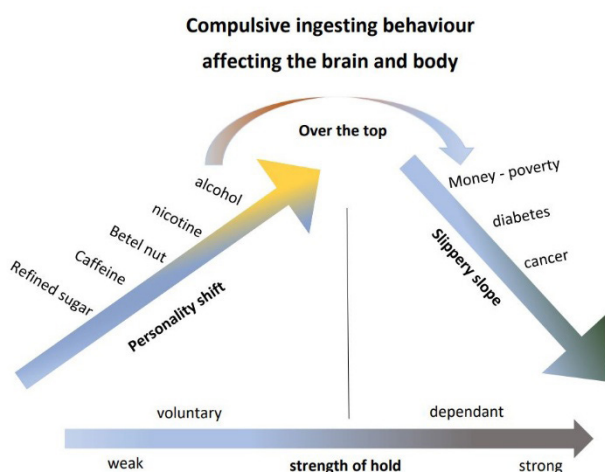 Compulsive ingesting behaviour
affecting the brain and body
Over the top
alcohol
nicotine
Betel nut
Caffeine
Refined sugar
Personality shift
Money - poverty
diabetes
cancer
Slippery slope
voluntary
dependant
weak
strength of hold
strong